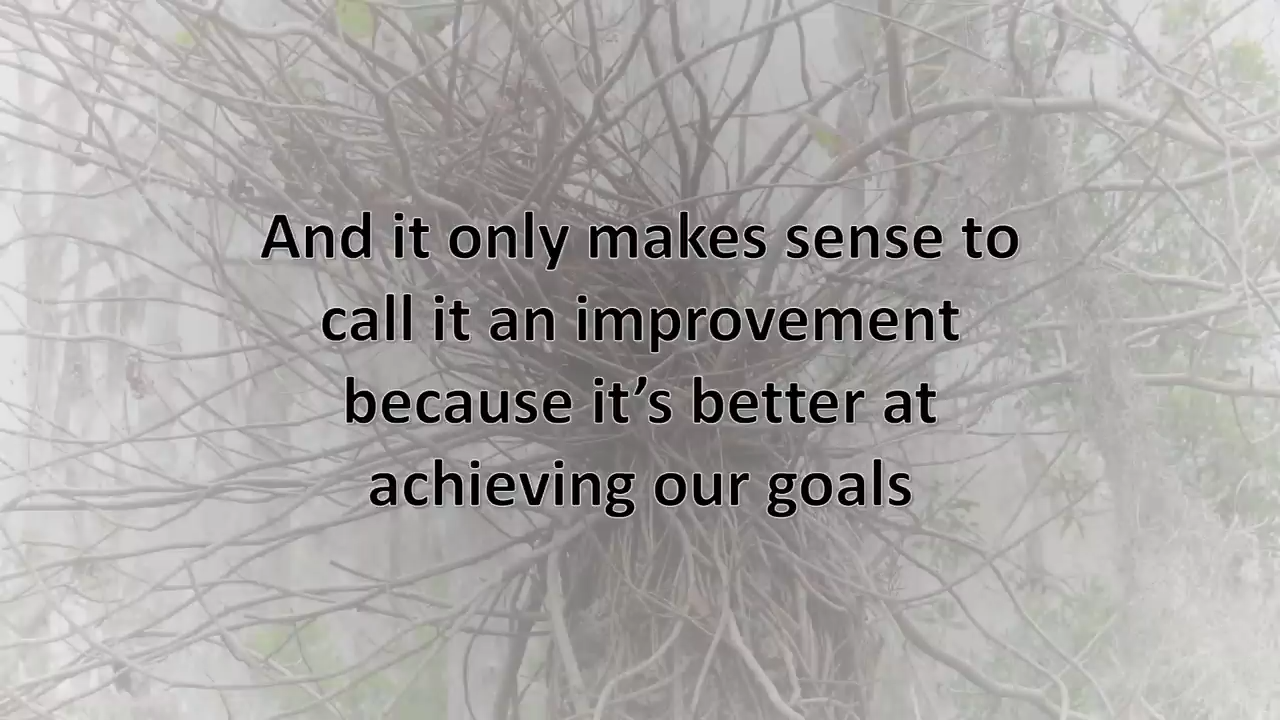 And it only makes sense to
call it an improvement
because it’s better at
achieving our goals